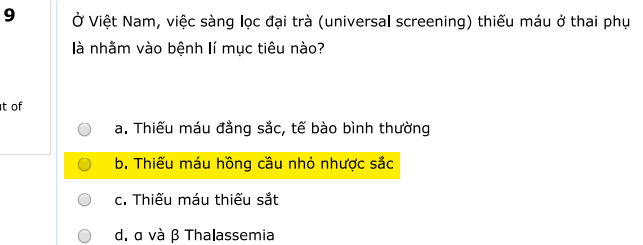 9
Ở Việt Nam, việc sàng lọc đại trà (universal screening) thiếu máu ở thai phụ
là nhằm vào bệnh lí mục tiêu nào?
t of
a. Thiếu máu đẳng sắc, tế bào bình thường
b. Thiếu máu hồng cầu nhỏ nhược sắc
c. Thiếu máu thiếu sắt
d. α và β Thalassemia